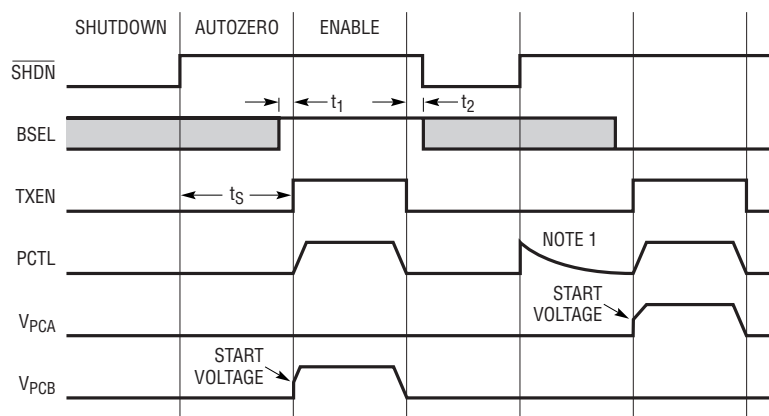 SHUTDOWN AUTOZERO ENABLE
SHDN
t1 t2
BSEL
tS
TXEN
NOTE 1
PCTL
START
VOLTAGE
VPCA
START
VOLTAGE
VPCB